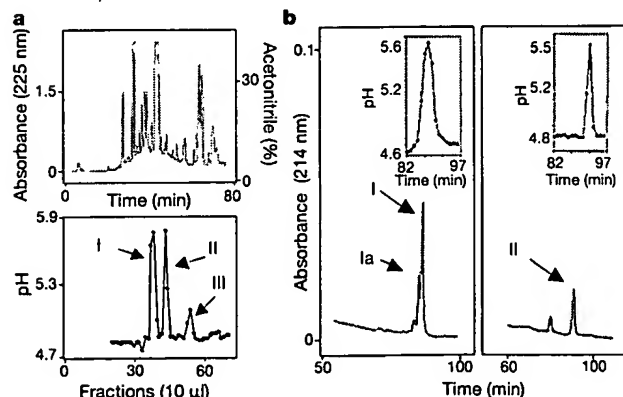 a
Absorbance (225 nm)
1.5
0
30
0
Acetonitrile (%)
0
80
Time (min)
pH
5.9
5.3
4.7
I
II
III
30
60
Fractions (10 µl)
b
Absorbance (214 nm)
0.1
0
pH
5.6
5.2
4.6
82
97
Time (min)
I
Ia
50
100
pH
5.5
5.2
4.8
82
97
Time (min)
II
60
100
Time (min)